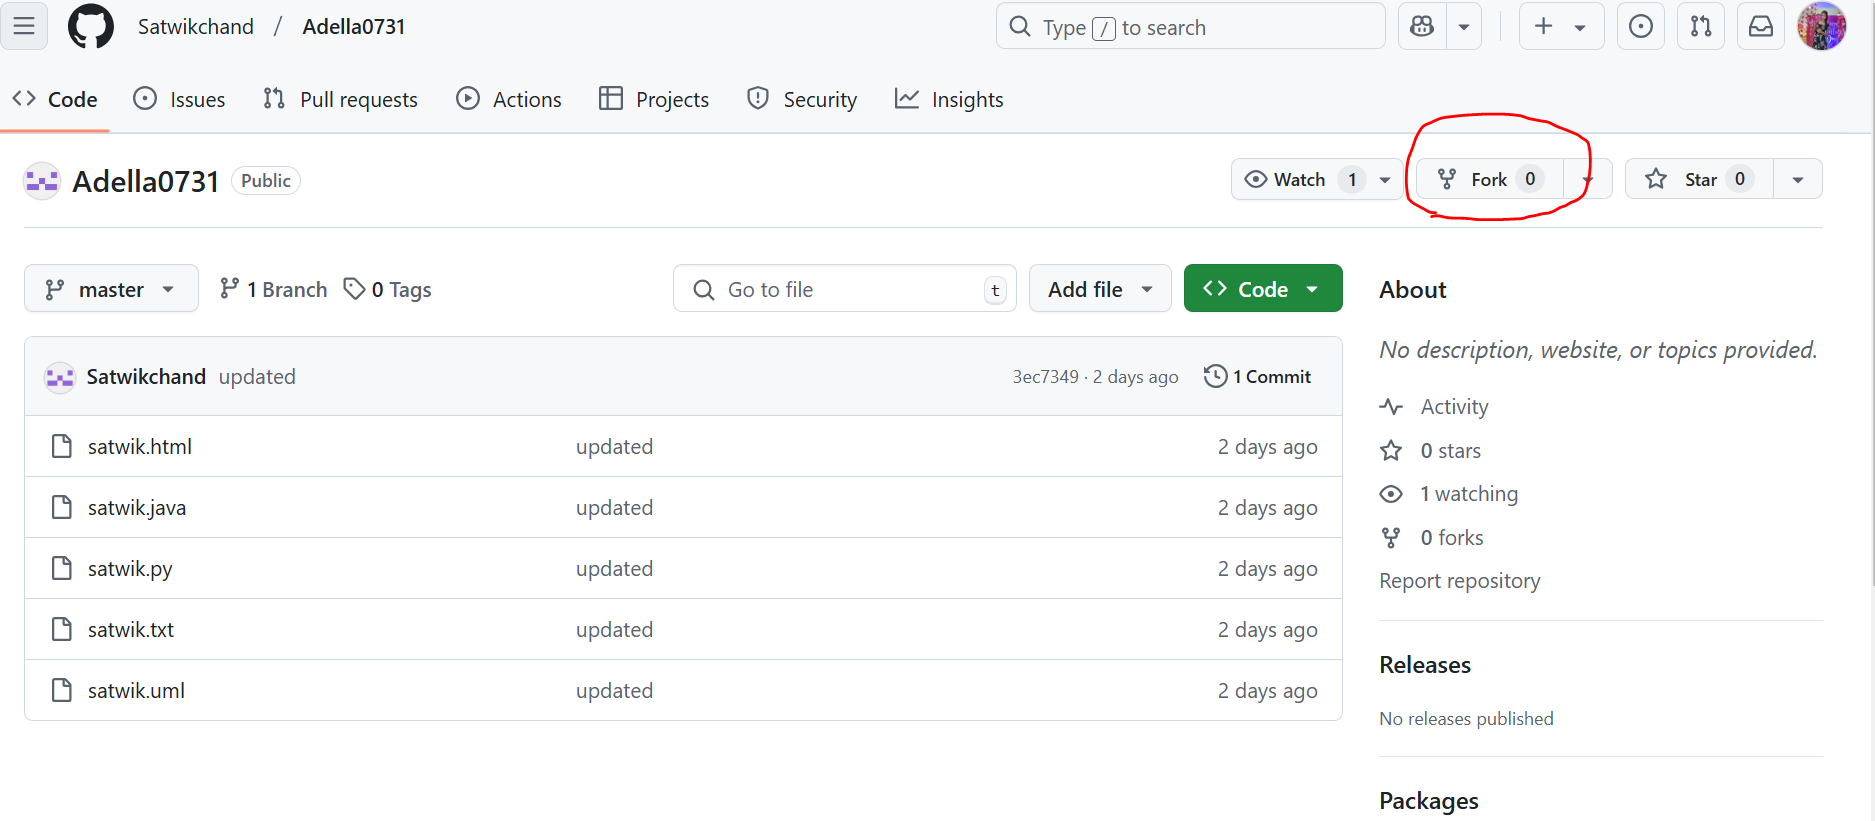 Satwikchand / Adella0731 Type / to search
Code Issues Pull requests Actions Projects Security Insights
Adella0731 Public Watch 1 Fork 0 Star 0
master 1 Branch 0 Tags Go to file t Add file Code
Satwikchand updated 3ec7349 · 2 days ago 1 Commit
satwik.html updated 2 days ago
satwik.java updated 2 days ago
satwik.py updated 2 days ago
satwik.txt updated 2 days ago
satwik.uml updated 2 days ago
About
No description, website, or topics provided.
Activity
0 stars
1 watching
0 forks
Report repository
Releases
No releases published
Packages